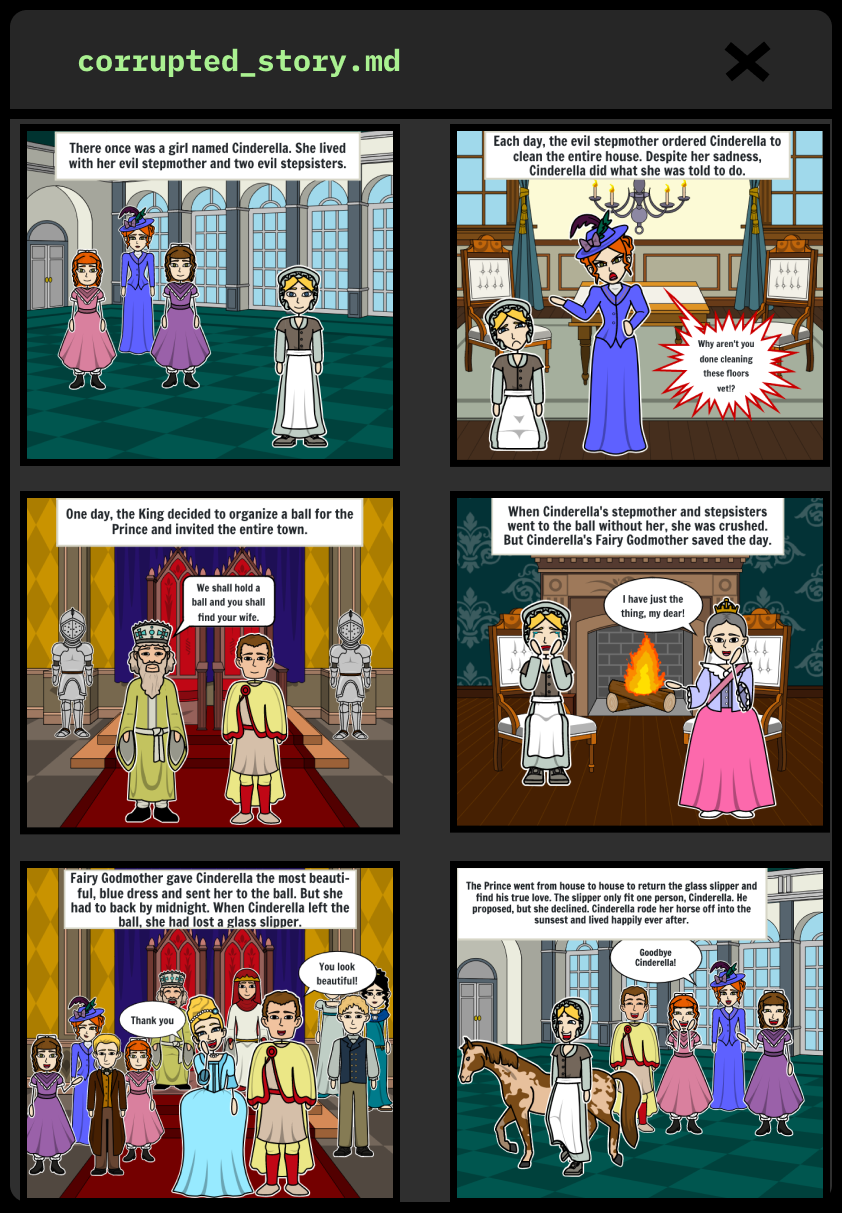 corrupted_story.md
There once was a girl named Cinderella. She lived
with her evil stepmother and two evil stepsisters.
Each day, the evil stepmother ordered Cinderella to
clean the entire house. Despite her sadness,
Cinderella did what she was told to do.
Why aren't you
done cleaning
these floors
yet!?
One day, the King decided to organize a ball for the
Prince and invited the entire town.
We shall hold a
ball and you shall
find your wife.
When Cinderella's stepmother and stepsisters
went to the ball without her, she was crushed.
But Cinderella's Fairy Godmother saved the day.
I have just the
thing, my dear!
Fairy Godmother gave Cinderella the most beauti-
ful, blue dress and sent her to the ball. But she
had to back by midnight. When Cinderella left the
ball, she had lost a glass slipper.
You look
beautiful!
Thank you
The Prince went from house to house to return the glass slipper and
find his true love. The slipper only fit one person, Cinderella. He
proposed, but she declined. Cinderella rode her horse off into the
sunsest and lived happily ever after.
Goodbye
Cinderella!